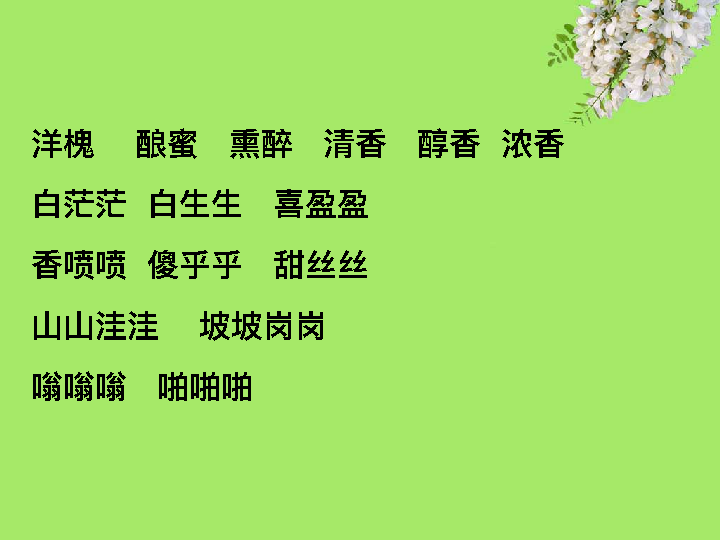 洋槐 酿蜜 熏醉 清香 醇香 浓香
白茫茫 白生生 喜盈盈
香喷喷 傻乎乎 甜丝丝
山山洼洼 坡坡岗岗
嗡嗡嗡 啪啪啪